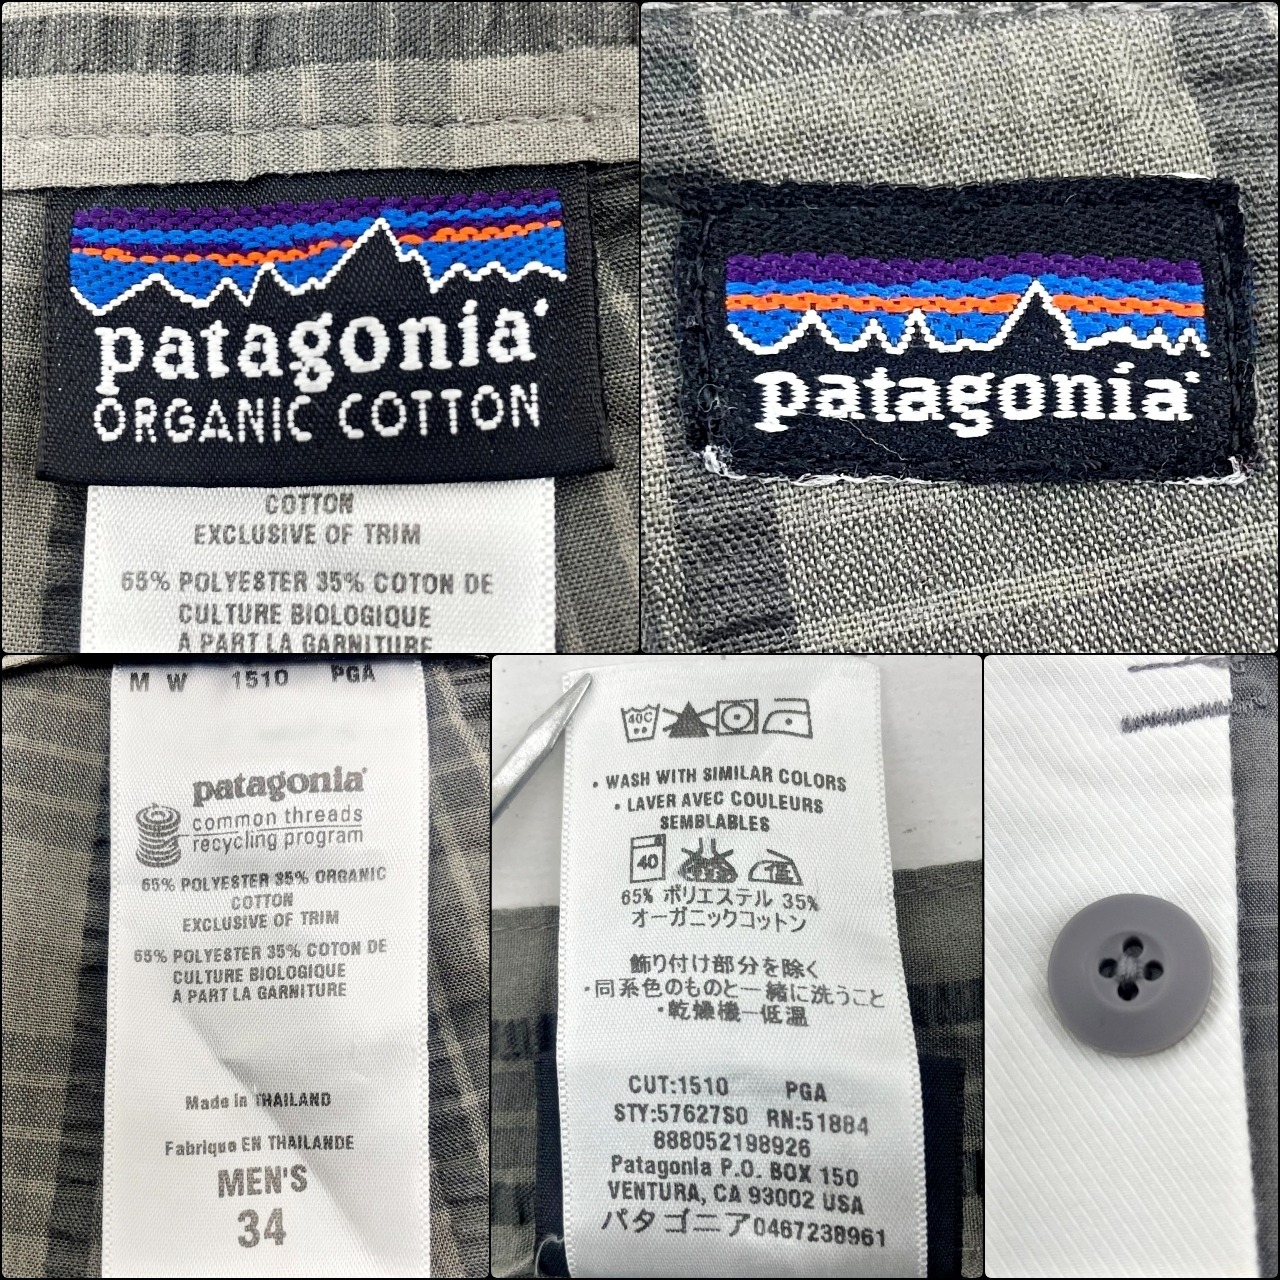 patagonia
ORGANIC COTTON
COTTON
EXCLUSIVE OF TRIM
65% POLYESTER 35% COTON DE
CULTURE BIOLOGIQUE
A PART LA GARNITURE
patagonia
M W 1510 PGA
patagonia
common threads
recycling program
65% POLYESTER 35% ORGANIC
COTTON
EXCLUSIVE OF TRIM
65% POLYESTER 35% COTON DE
CULTURE BIOLOGIQUE
A PART LA GARNITURE
Made in THAILAND
Fabrique EN THAILANDE
MEN'S
34
40C
• WASH WITH SIMILAR COLORS
• LAVER AVEC COULEURS
SEMBLABLES
40 低
65% ポリエステル 35%
オーガニックコットン
飾り付け部分を除く
・同系色のものと一緒に洗うこと
・乾燥機ー低温
CUT:1510 PGA
STY:57627S0 RN:51884
888052198926
Patagonia P.O. BOX 150
VENTURA, CA 93002 USA
パタゴニア0467238961